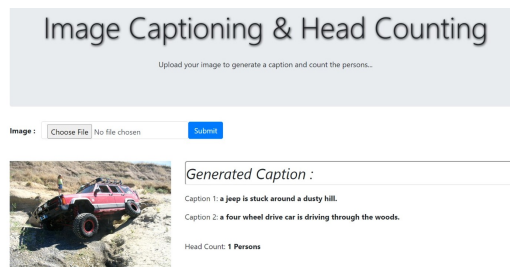 Image Captioning & Head Counting
Upload your image to generate a caption and count the persons...
Image : Choose File No file chosen Submit
Generated Caption :
Caption 1: a jeep is stuck around a dusty hill.
Caption 2: a four wheel drive car is driving through the woods.
Head Count: 1 Persons